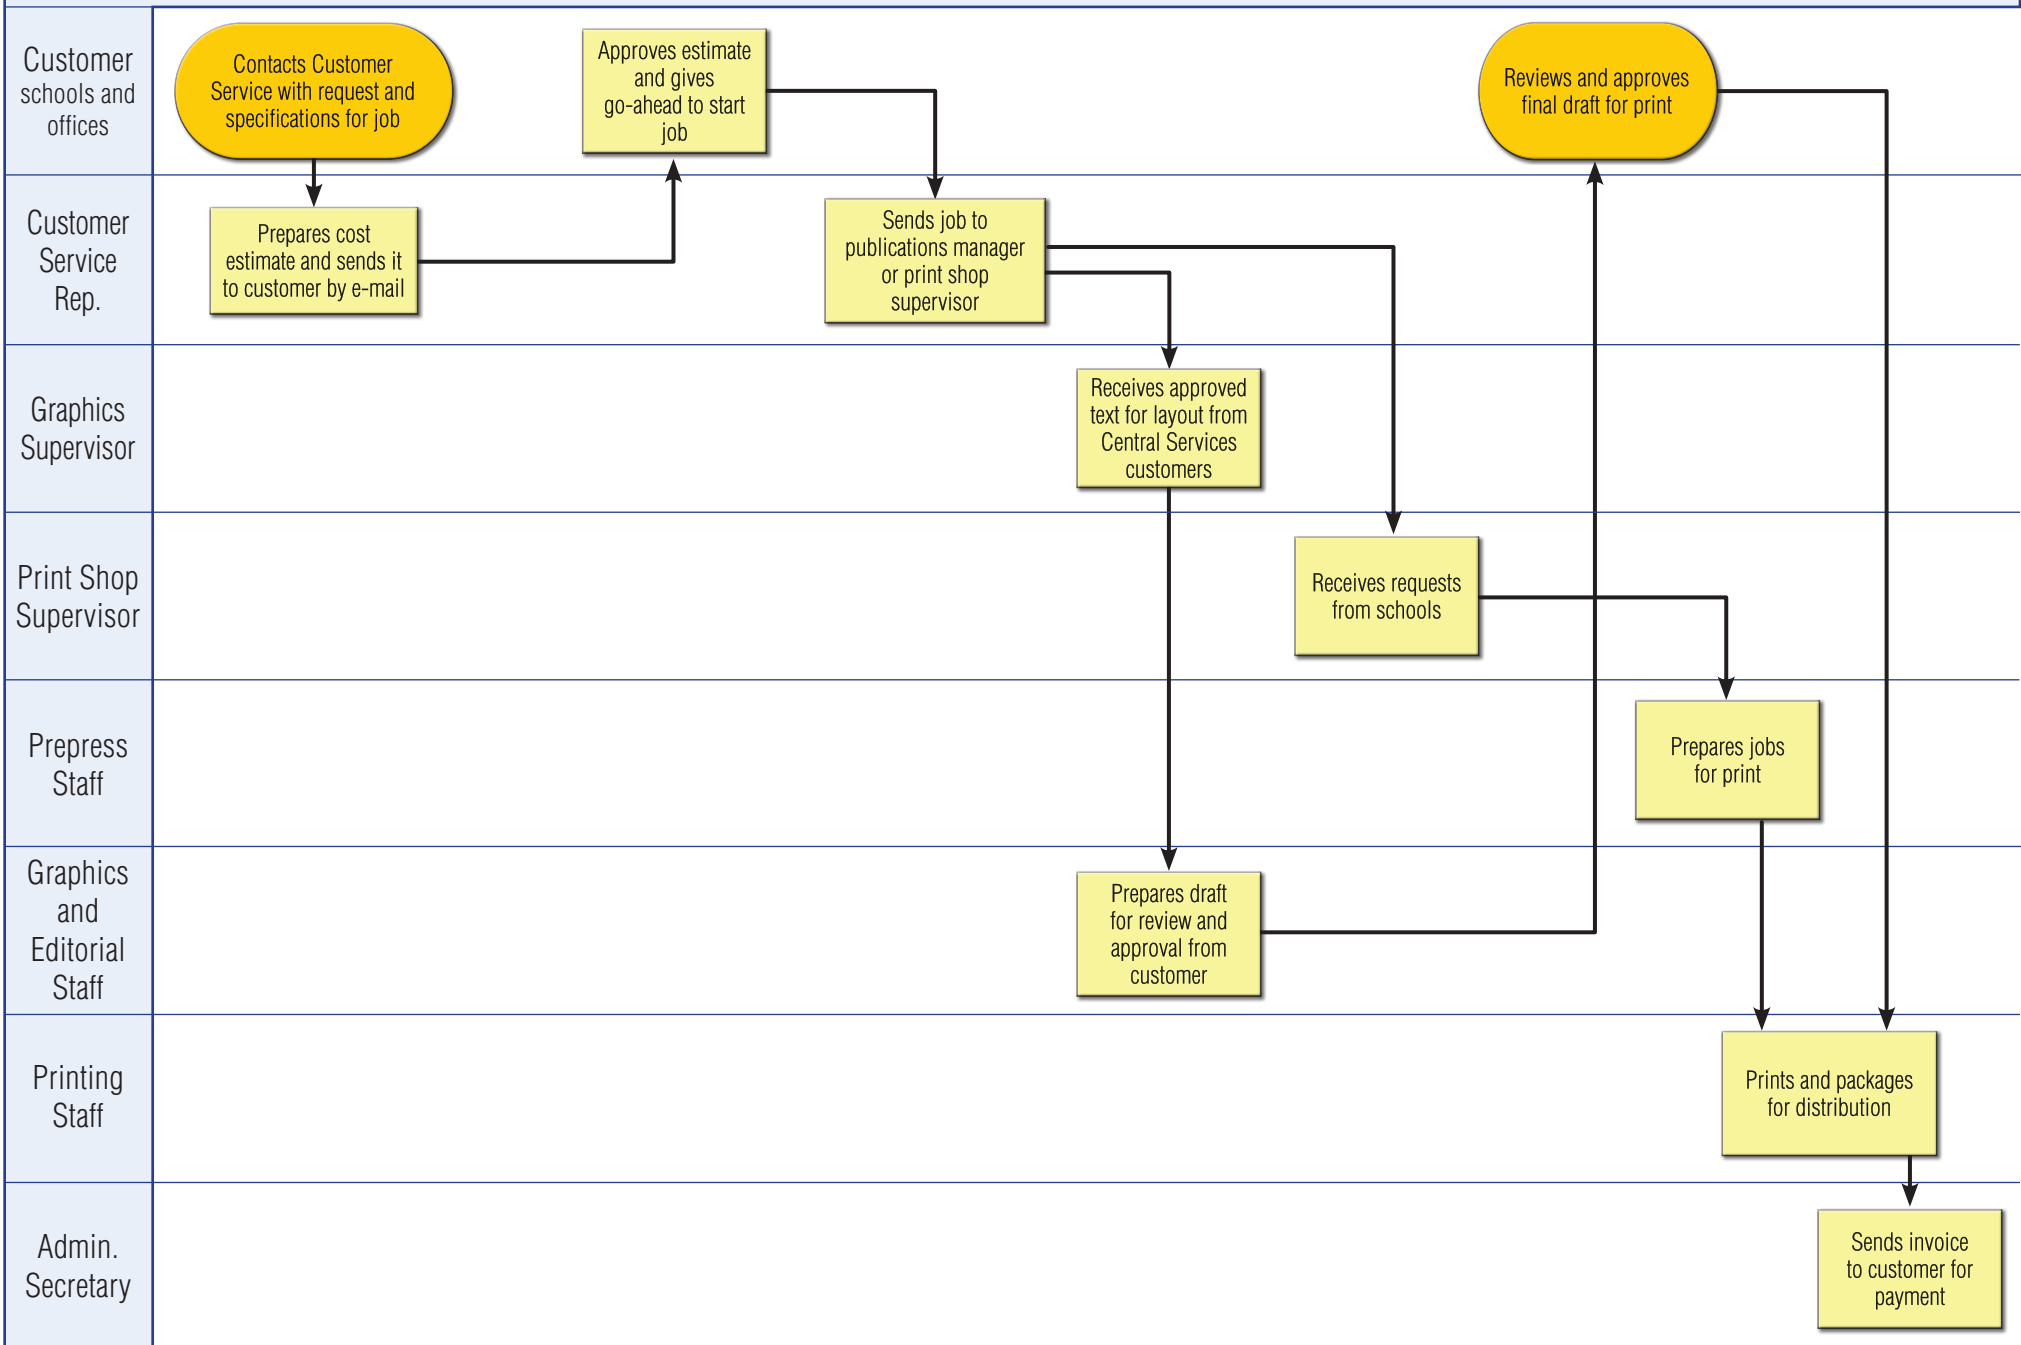 Customer
schools and
offices
Contacts Customer
Service with request and
specifications for job
Approves estimate
and gives
go-ahead to start
job
Reviews and approves
final draft for print
Customer
Service
Rep.
Prepares cost
estimate and sends it
to customer by e-mail
Sends job to
publications manager
or print shop
supervisor
Graphics
Supervisor
Receives approved
text for layout from
Central Services
customers
Print Shop
Supervisor
Receives requests
from schools
Prepress
Staff
Prepares jobs
for print
Graphics
and
Editorial
Staff
Prepares draft
for review and
approval from
customer
Printing
Staff
Prints and packages
for distribution
Admin.
Secretary
Sends invoice
to customer for
payment